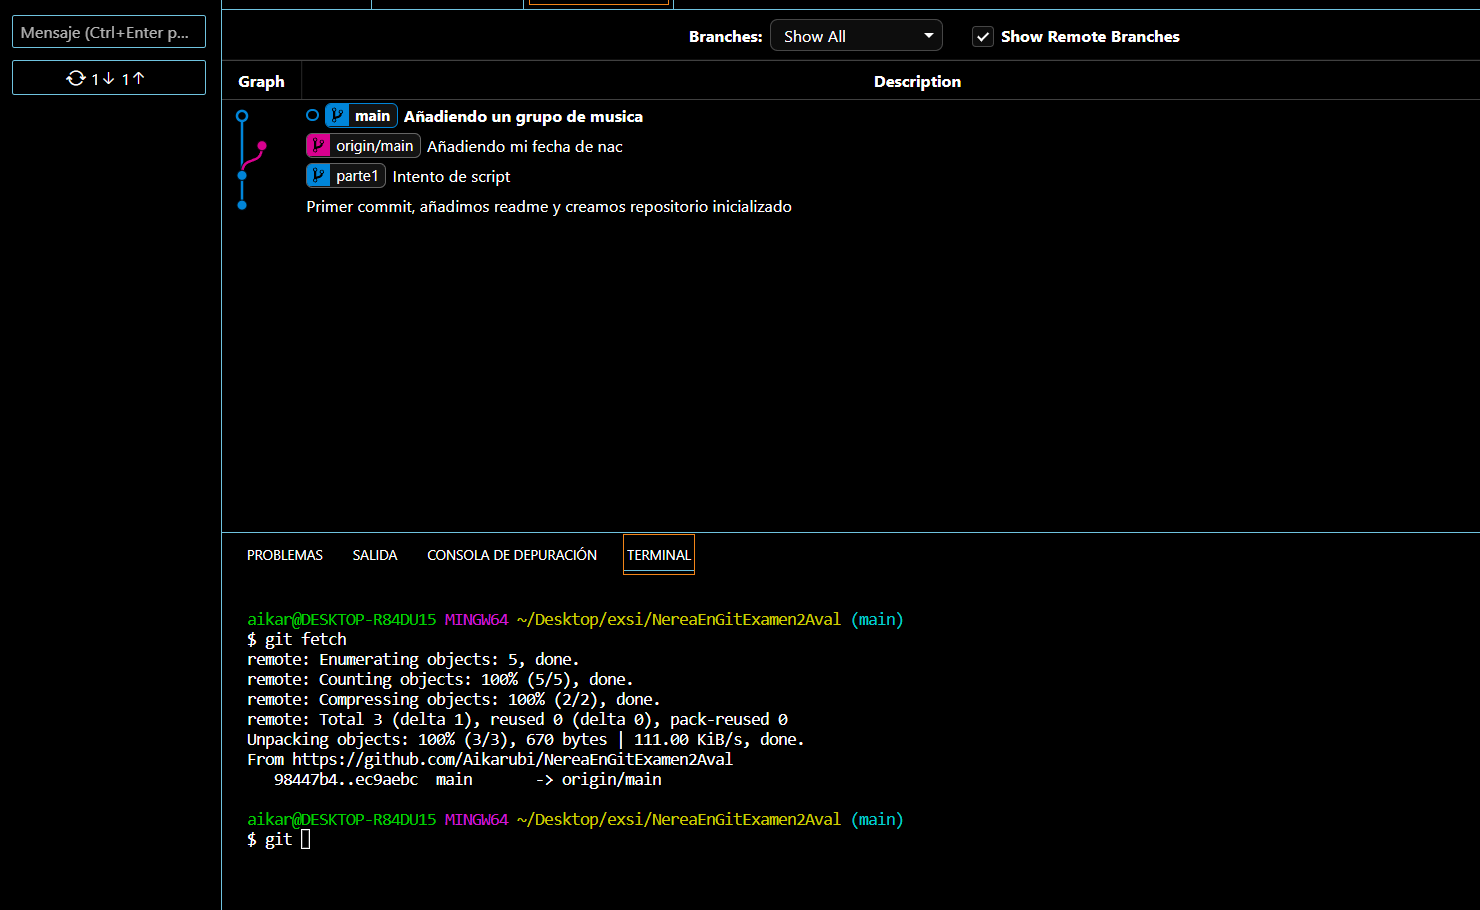 Mensaje (Ctrl+Enter p...
1↓ 1↑
Branches: Show All Show Remote Branches
Graph Description
main Añadiendo un grupo de musica
origin/main Añadiendo mi fecha de nac
parte1 Intento de script
Primer commit, añadimos readme y creamos repositorio inicializado
PROBLEMAS SALIDA CONSOLA DE DEPURACIÓN TERMINAL
aikar@DESKTOP-R84DU15 MINGW64 ~/Desktop/exsi/NereaEnGitExamen2Aval (main)
$ git fetch
remote: Enumerating objects: 5, done.
remote: Counting objects: 100% (5/5), done.
remote: Compressing objects: 100% (2/2), done.
remote: Total 3 (delta 1), reused 0 (delta 0), pack-reused 0
Unpacking objects: 100% (3/3), 670 bytes | 111.00 KiB/s, done.
From https://github.com/Aikarubi/NereaEnGitExamen2Aval
98447b4..ec9aebc main -> origin/main
aikar@DESKTOP-R84DU15 MINGW64 ~/Desktop/exsi/NereaEnGitExamen2Aval (main)
$ git